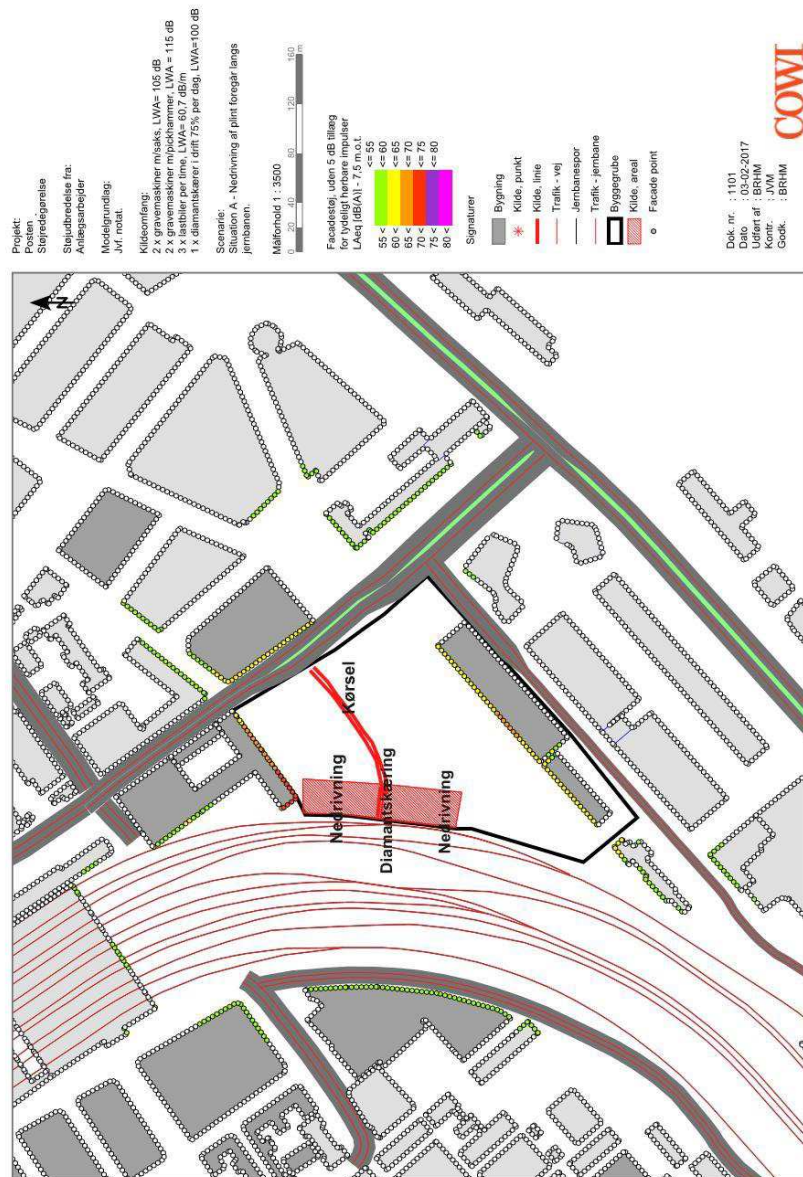 Projekt:
Posten
Støjredegørelse
Støjudbredelse fra:
Anlægsarbejder
Modelgrundlag:
Jvf. notat.
Kildeomfang:
2 x gravemaskiner m/saks, LWA= 105 dB
2 x gravemaskiner m/pickhammer, LWA = 115 dB
3 x lastbiler per time, LWA= 60,7 dB/m
1 x diamantskærer i drift 75% per dag, LWA=100 dB
Scenarie:
Situation A - Nedrivning af plint foregår langs
jernbanen.
Målforhold 1 : 3500
0 20 40 80 120 160
m
Facadestøj, uden 5 dB tillæg
for tydeligt hørbare impulser
LAeq [dB(A)] - 7,5 m.o.t.
<= 55
55 < <= 60
60 < <= 65
65 < <= 70
70 < <= 75
75 < <= 80
80 <
Signaturer
Bygning
Kilde, punkt
Kilde, linie
Trafik - vej
Jernbanespor
Trafik - jernbane
Byggegrube
Kilde, areal
Facade point
Dok. nr. : 1101
Dato : 03-02-2017
Udført af : BRHM
Kontr. : JVM
Godk. : BRHM
COWI
N
Kørsel
Nedrivning
Diamantskæring
Nedrivning